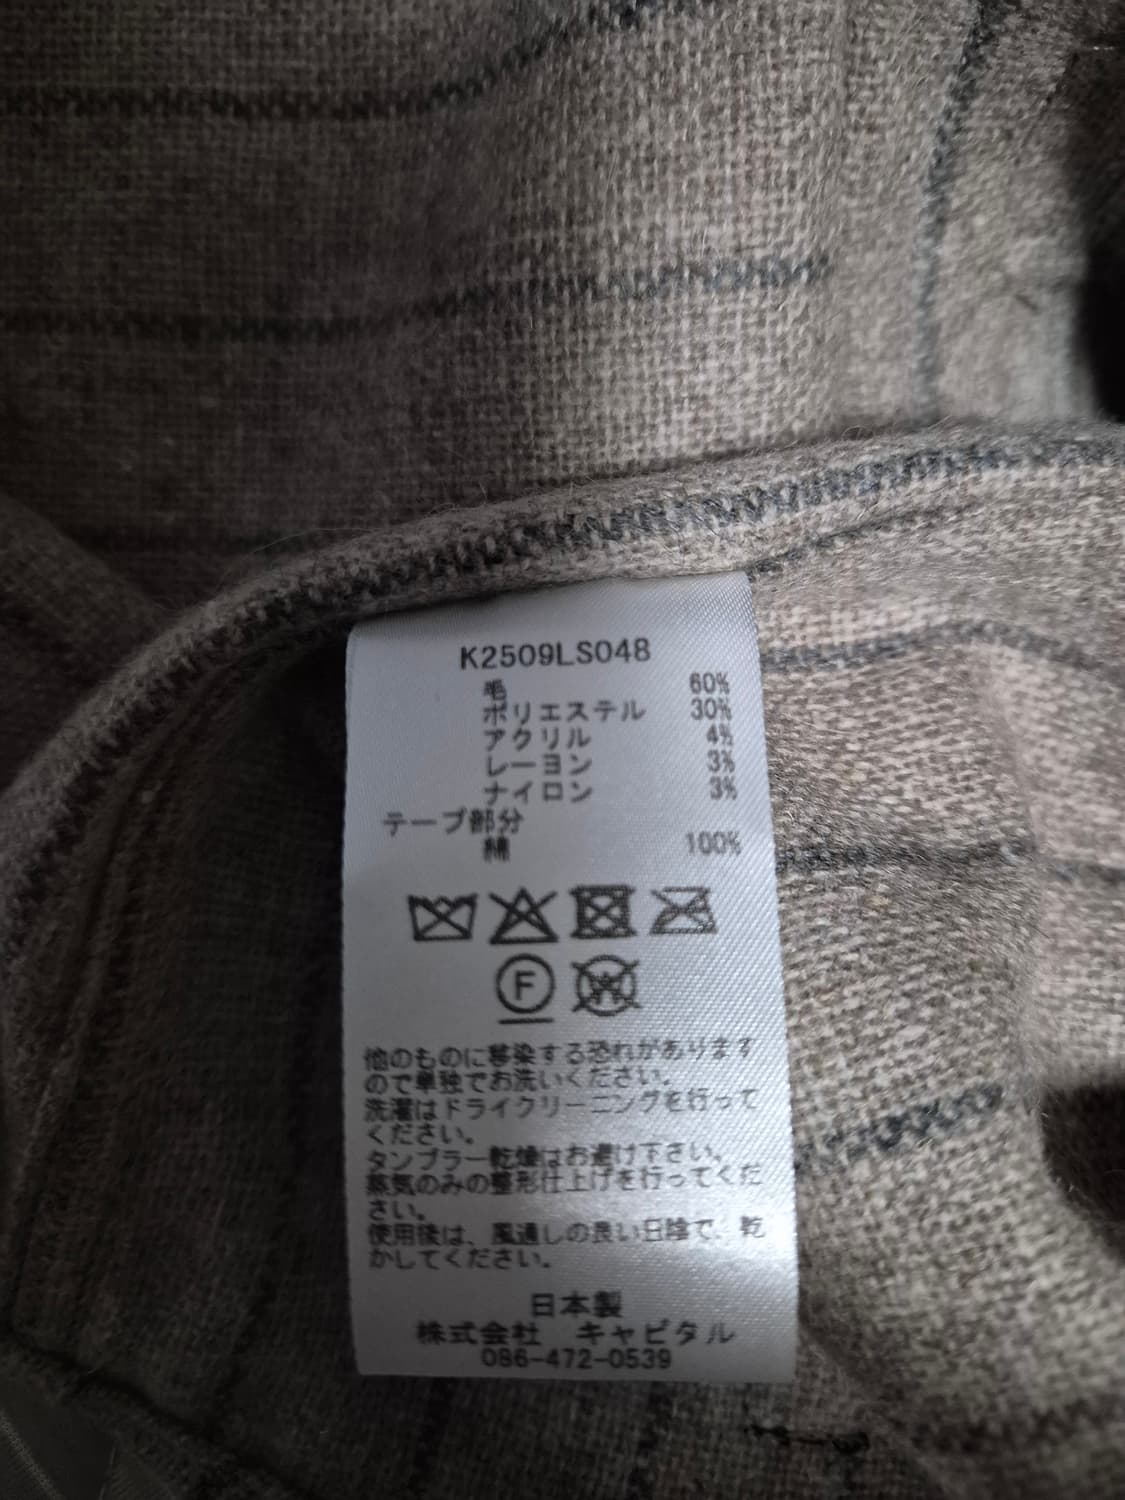 K2509LS048
毛 60%
ポリエステル 30%
アクリル 4%
レーヨン 3%
ナイロン 3%
テープ部分
綿 100%
F
W
他のものに移染する恐れがあります
ので単独でお洗いください。
洗濯はドライクリーニングを行って
ください。
タンブラー乾燥はお避け下さい。
蒸気のみの整形仕上げを行ってくだ
さい。
使用後は、風通しの良い日陰で、乾
かしてください。
日本製
株式会社 キャピタル
086-472-0539